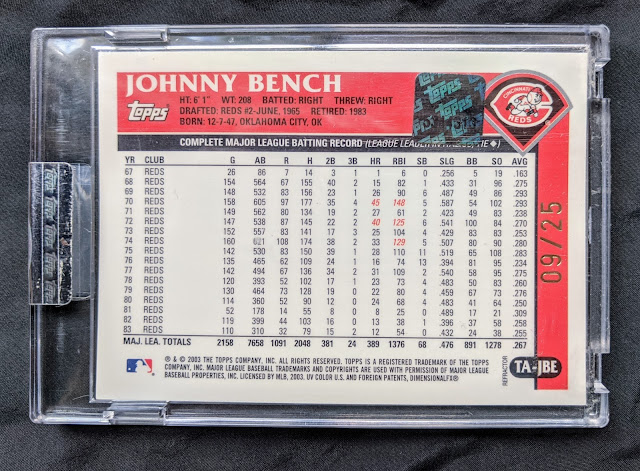 JOHNNY BENCH
Topps
HT: 6' 1" WT: 208 BATTED: RIGHT THREW: RIGHT
DRAFTED: REDS #2-JUNE, 1965 RETIRED: 1983
BORN: 12-7-47, OKLAHOMA CITY, OK
Topps
CINCINNATI
REDS
COMPLETE MAJOR LEAGUE BATTING RECORD (LEAGUE LEADER IN ITALICS, TIE ◆)
YR CLUB G AB R H 2B 3B HR RBI SB SLG BB SO AVG
67 REDS 26 86 7 14 3 1 1 6 0 .256 5 19 .163
68 REDS 154 564 67 155 40 2 15 82 1 .433 31 96 .275
69 REDS 148 532 83 156 23 1 26 90 6 .487 49 86 .293
70 REDS 158 605 97 177 35 4 45 148 5 .587 54 102 .293
71 REDS 149 562 80 134 19 2 27 61 2 .423 49 83 .238
72 REDS 147 538 87 145 22 2 40 125 6 .541 100 84 .270
73 REDS 152 557 83 141 17 3 25 104 4 .429 83 83 .253
74 REDS 160 621 108 174 38 2 33 129 5 .507 80 90 .280
75 REDS 142 530 83 150 39 1 28 110 11 .519 65 108 .283
76 REDS 135 465 62 109 24 1 16 74 13 .394 81 95 .234
77 REDS 142 494 67 136 34 2 31 109 2 .540 58 95 .275
78 REDS 120 393 52 102 17 1 23 73 4 .483 50 83 .260
79 REDS 130 464 73 128 19 0 22 80 4 .459 67 73 .276
80 REDS 114 360 52 90 12 0 24 68 4 .483 41 64 .250
81 REDS 52 178 14 55 8 0 8 25 0 .489 17 21 .309
82 REDS 119 399 44 103 16 0 13 38 1 .396 37 58 .258
83 REDS 110 310 32 79 15 2 12 54 0 .432 24 38 .255
MAJ. LEA. TOTALS 2158 7658 1091 2048 381 24 389 1376 68 .476 891 1278 .267
09/25
® & © 2003 THE TOPPS COMPANY, INC. ALL RIGHTS RESERVED. TOPPS IS A REGISTERED TRADEMARK OF THE TOPPS
COMPANY, INC. MAJOR LEAGUE BASEBALL TRADEMARKS AND COPYRIGHTS ARE USED WITH PERMISSION OF MAJOR LEAGUE
BASEBALL PROPERTIES, INC. LICENSED BY MLB, 2003. UV COLOR U.S. AND FOREIGN PATENTS, DIMENSIONALFX®
REFRACTOR
TA-JBE